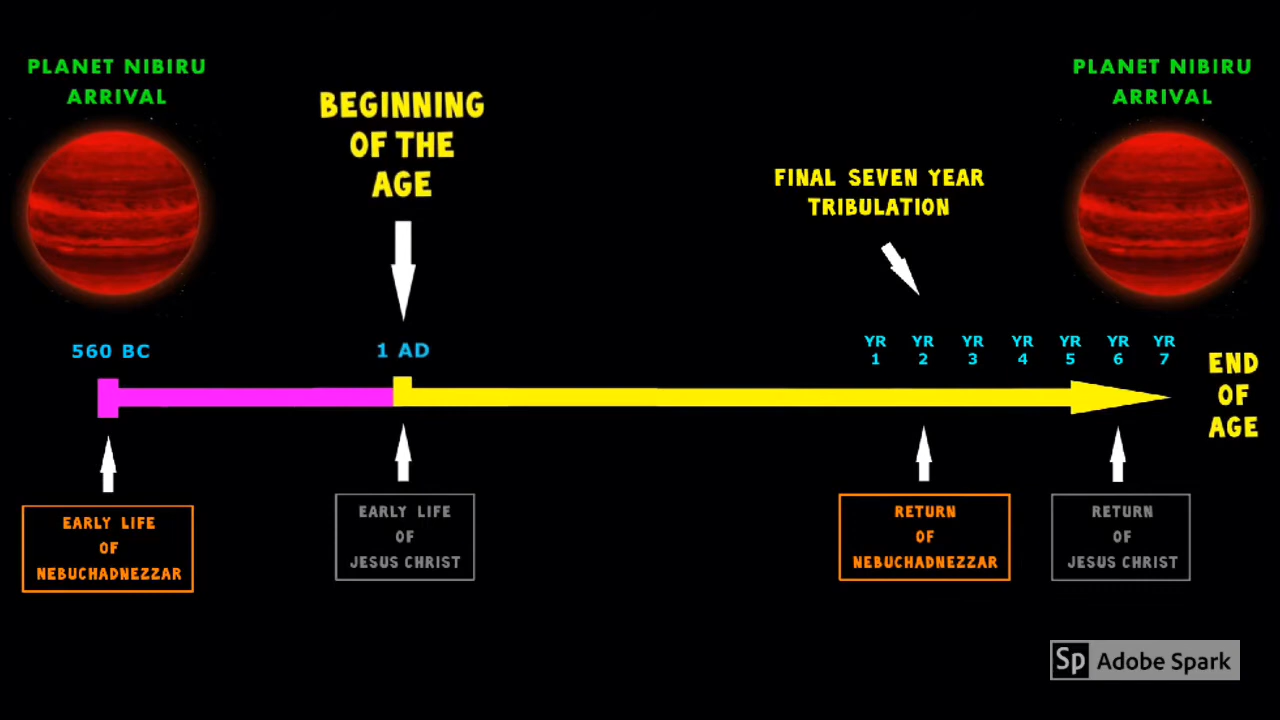 PLANET NIBIRU
ARRIVAL
BEGINNING
OF THE
AGE
FINAL SEVEN YEAR
TRIBULATION
PLANET NIBIRU
ARRIVAL
560 BC
1 AD
YR YR YR YR YR YR YR
1 2 3 4 5 6 7
END
OF
AGE
EARLY LIFE
OF
NEBUCHADNEZZAR
EARLY LIFE
OF
JESUS CHRIST
RETURN
OF
NEBUCHADNEZZAR
RETURN
OF
JESUS CHRIST
Sp Adobe Spark